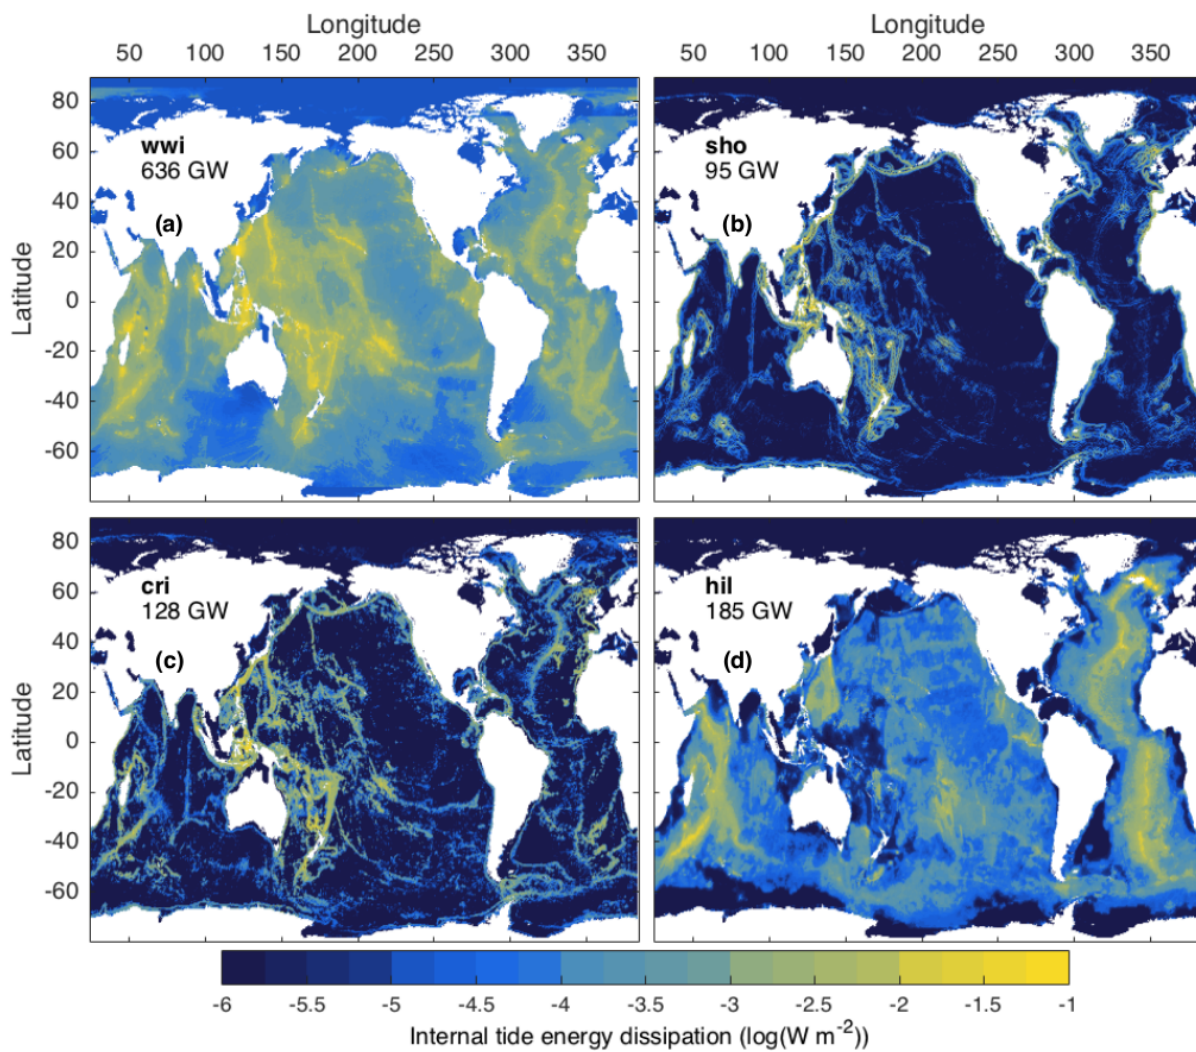 Longitude Longitude
50 100 150 200 250 300 350 50 100 150 200 250 300 350
80
60
40
20
0
-20
-40
-60
Latitude
wwi
636 GW
(a)
sho
95 GW
(b)
80
60
40
20
0
-20
-40
-60
Latitude
cri
128 GW
(c)
hil
185 GW
(d)
-6 -5.5 -5 -4.5 -4 -3.5 -3 -2.5 -2 -1.5 -1
Internal tide energy dissipation (log(W m⁻²))